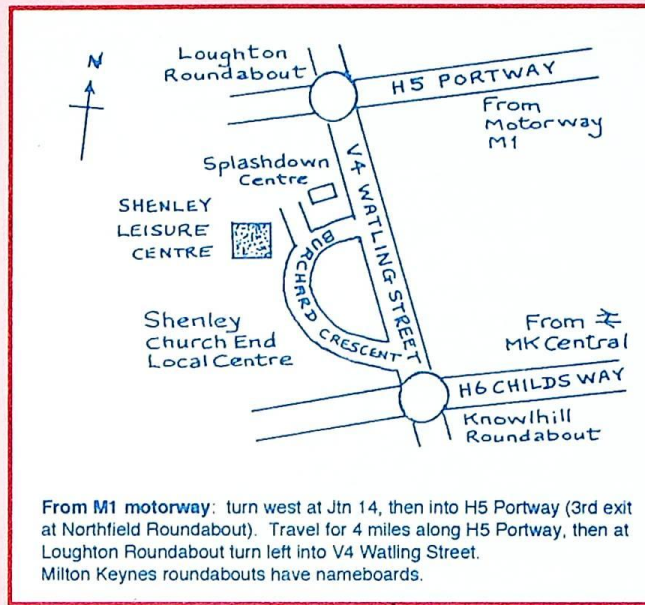 N
Loughton
Roundabout
H5 PORTWAY
From
Motorway
M1
Splashdown
Centre
V4 WATLING STREET
SHENLEY
LEISURE
CENTRE
BURCHARD CRESCENT
Shenley
Church End
Local Centre
From
MK Central
H6 CHILDS WAY
Knowlhill
Roundabout
From M1 motorway: turn west at Jtn 14, then into H5 Portway (3rd exit
at Northfield Roundabout). Travel for 4 miles along H5 Portway, then at
Loughton Roundabout turn left into V4 Watling Street.
Milton Keynes roundabouts have nameboards.